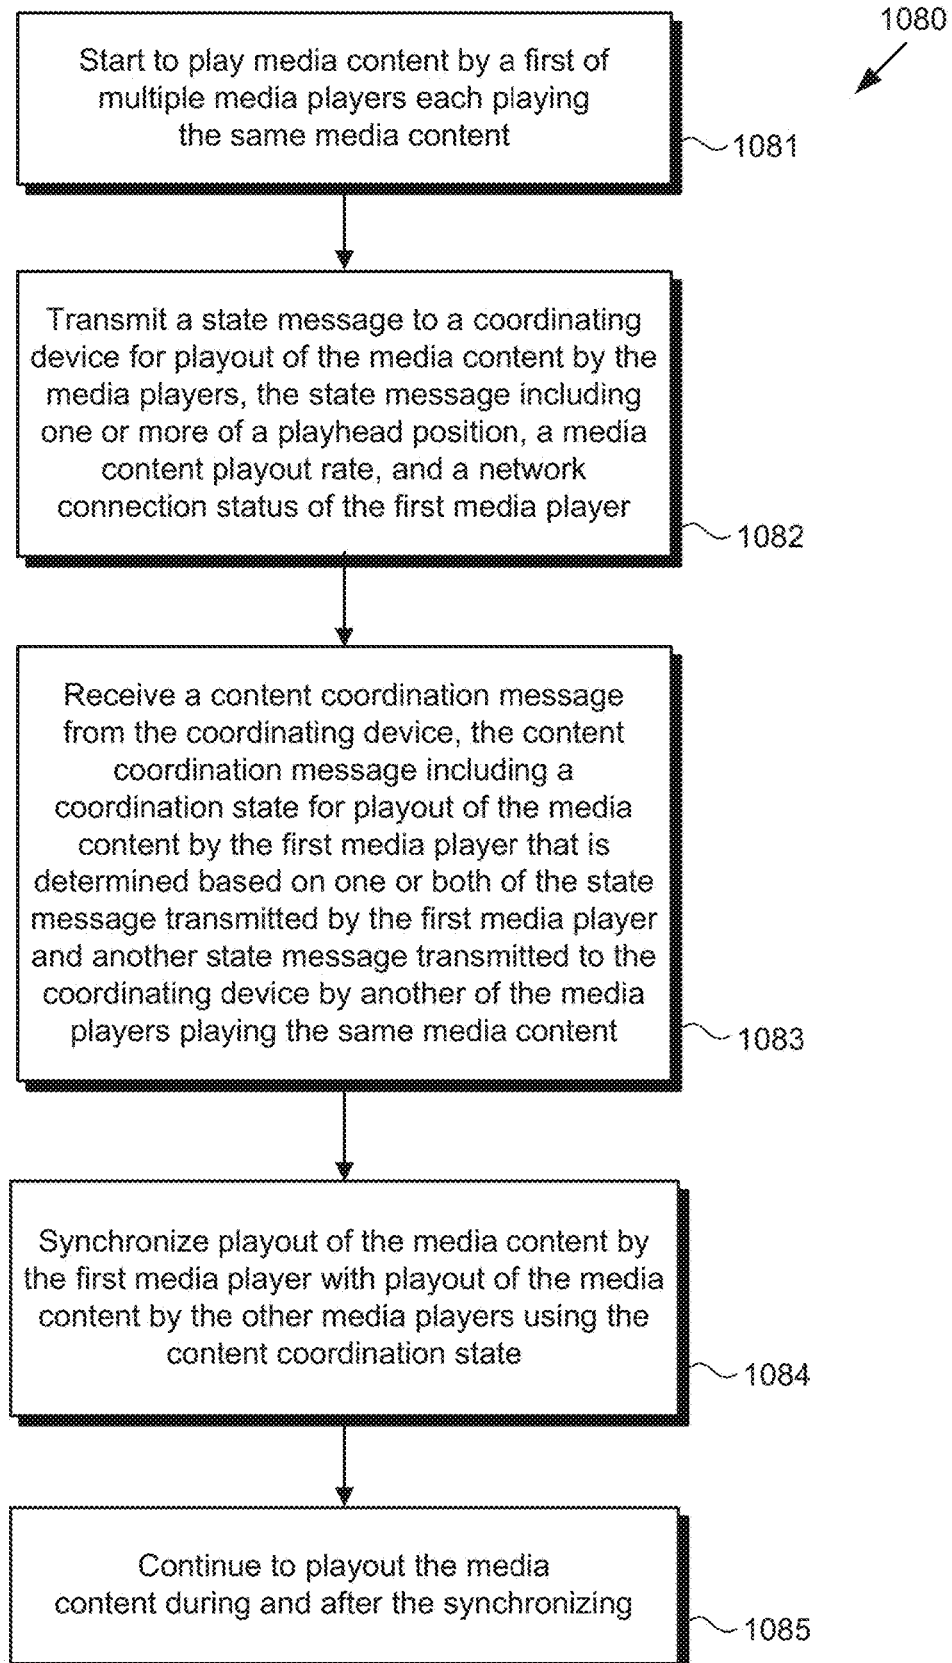 1080
Start to play media content by a first of
multiple media players each playing
the same media content
1081
Transmit a state message to a coordinating
device for playout of the media content by the
media players, the state message including
one or more of a playhead position, a media
content playout rate, and a network
connection status of the first media player
1082
Receive a content coordination message
from the coordinating device, the content
coordination message including a
coordination state for playout of the media
content by the first media player that is
determined based on one or both of the state
message transmitted by the first media player
and another state message transmitted to the
coordinating device by another of the media
players playing the same media content
1083
Synchronize playout of the media content by
the first media player with playout of the media
content by the other media players using the
content coordination state
1084
Continue to playout the media
content during and after the synchronizing
1085